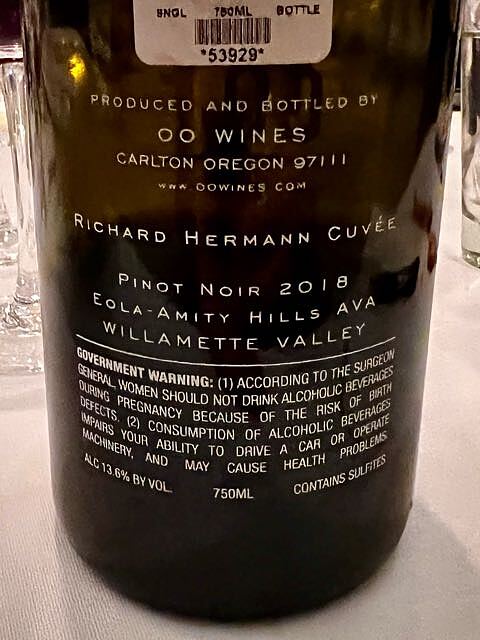 SNGL 750ML BOTTLE
*53929*
PRODUCED AND BOTTLED BY
OO WINES
CARLTON OREGON 97111
WWW.OOWINES.COM
RICHARD HERMANN CUVÉE
PINOT NOIR 2018
EOLA-AMITY HILLS AVA
WILLAMETTE VALLEY
GOVERNMENT WARNING: (1) ACCORDING TO THE SURGEON
GENERAL, WOMEN SHOULD NOT DRINK ALCOHOLIC BEVERAGES
DURING PREGNANCY BECAUSE OF THE RISK OF BIRTH
DEFECTS. (2) CONSUMPTION OF ALCOHOLIC BEVERAGES
IMPAIRS YOUR ABILITY TO DRIVE A CAR OR OPERATE
MACHINERY, AND MAY CAUSE HEALTH PROBLEMS.
ALC 13.6% BY VOL. 750ML CONTAINS SULFITES